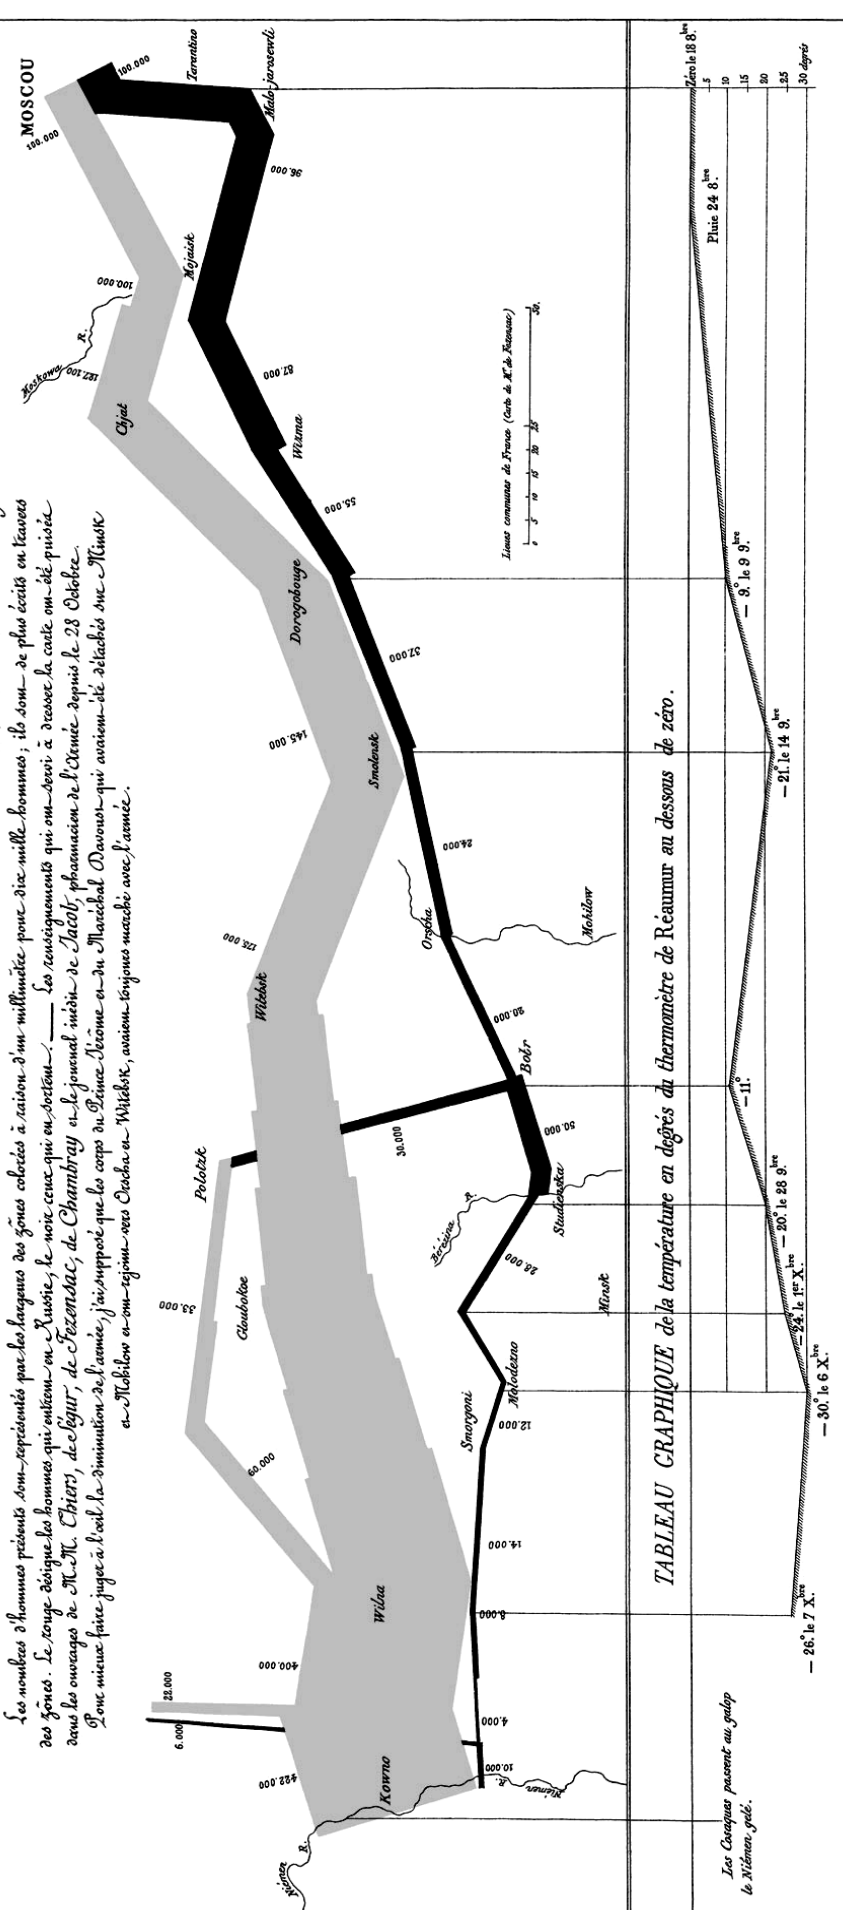 Les nombres d'hommes présents sont représentés par les largeurs des zones colorées à raison d'un millimètre pour dix mille hommes; ils sont de plus écrits en travers
des zones. Le rouge désigne les hommes qui entrent en Russie, le noir ceux qui en sortent. — Les renseignements qui ont servi à dresser la carte ont été puisés
dans les ouvrages de M.M. Thiers, de Ségur, de Fezensac, de Chambray et le journal inédit de Jacob, pharmacien de l'Armée depuis le 28 Octobre.
Pour mieux faire juger à l'œil la diminution de l'armée, j'ai supposé que les corps du Prince Jérôme et du Maréchal Davoust qui avaient été détachés sur Minsk
et Mohilow et ont rejoint vers Orscha et Witebsk, avaient toujours marché avec l'armée.
Niémen R.
Kowno
422.000
6.000
22.000
400.000
Wilna
60.000
33.000
Gloubokoe
Polotzk
Witebsk
175.000
Smolensk
145.000
Dorogobouge
Chjat
127.100
Moskowa R.
100.000
Mojaisk
100.000
MOSCOU
100.000
Tarantino
Malo-jarosewli
96.000
87.000
Wizma
55.000
37.000
24.000
Orscha
Mohilow
20.000
Bobr
30.000
50.000
Studienska
Bérézina R.
28.000
Minsk
Molodezno
12.000
Smorgoni
14.000
8.000
4.000
10.000
Niémen R.
Lieues communes de France (Carte de M. de Fezensac)
0 5 10 15 20 25 50.
TABLEAU GRAPHIQUE de la température en degrés du thermomètre de Réaumur au dessous de zéro.
Les Cosaques passent au galop
le Niémen gelé.
— 26.° le 7 X.bre
— 30.° le 6 X.bre
— 24.° le 1.er X.bre
— 20.° le 28 9.bre
— 11.°
— 21.° le 14 9.bre
— 9.° le 9 9.bre
Pluie 24 8.bre
Zéro le 18 8.bre
5
10
15
20
25
30 degrés